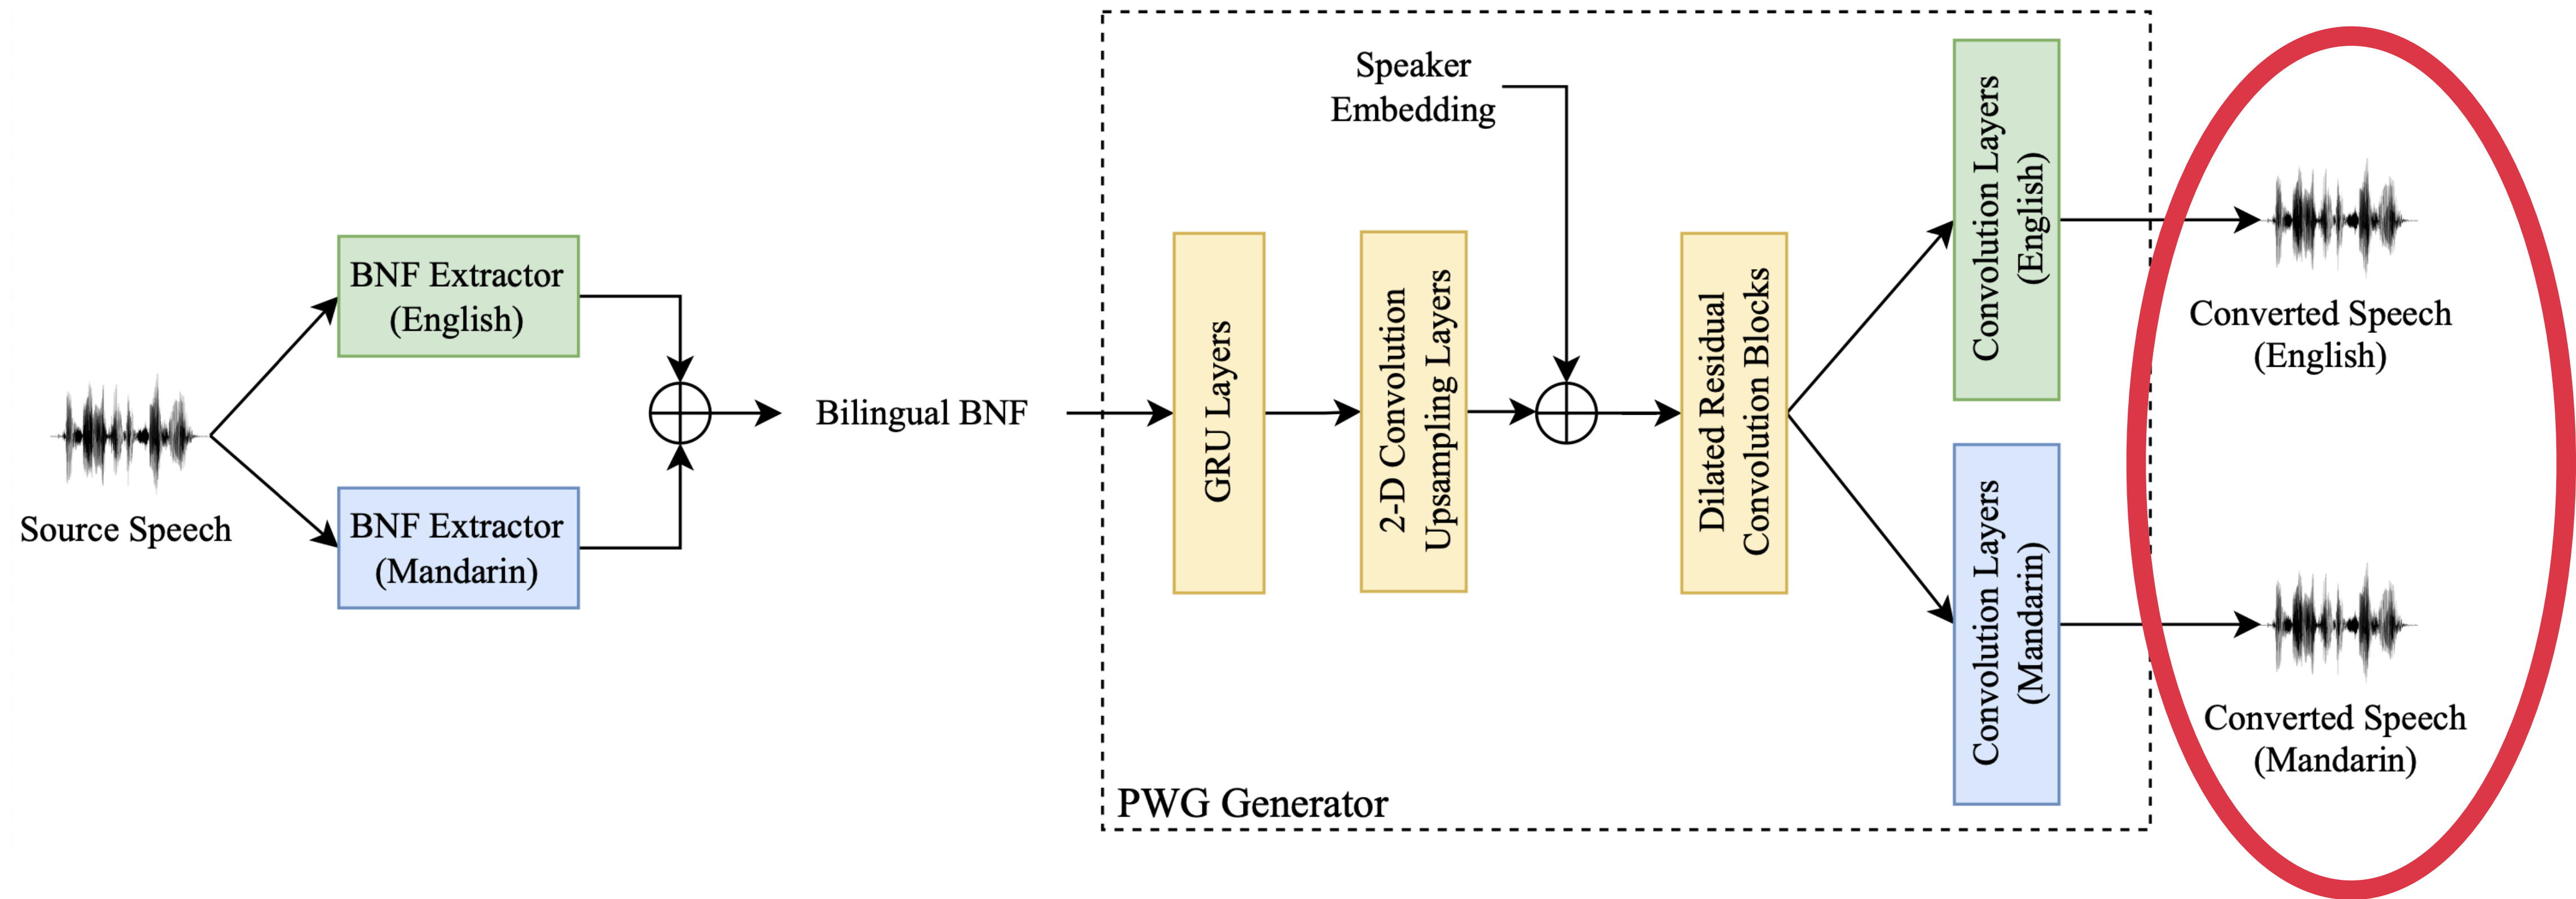 Source Speech
BNF Extractor
(English)
BNF Extractor
(Mandarin)
Bilingual BNF
Speaker
Embedding
GRU Layers
2-D Convolution
Upsampling Layers
Dilated Residual
Convolution Blocks
Convolution Layers
(English)
Convolution Layers
(Mandarin)
PWG Generator
Converted Speech
(English)
Converted Speech
(Mandarin)